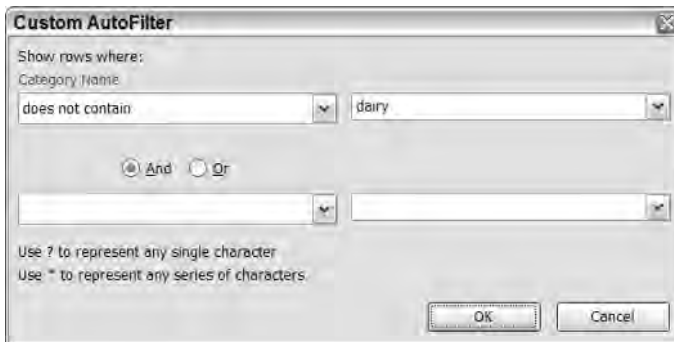 Custom AutoFilter
Show rows where:
Category Name
does not contain
dairy
And Or
Use ? to represent any single character
Use * to represent any series of characters
OK Cancel